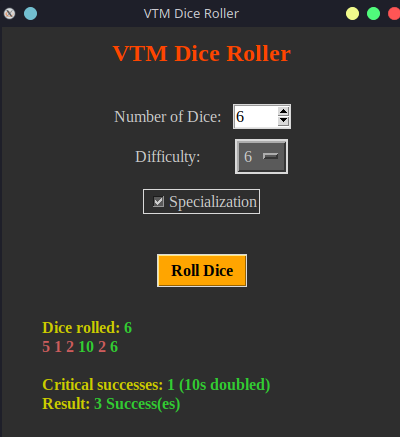 VTM Dice Roller
VTM Dice Roller
Number of Dice: 6
Difficulty: 6
Specialization
Roll Dice
Dice rolled: 6
5 1 2 10 2 6
Critical successes: 1 (10s doubled)
Result: 3 Success(es)